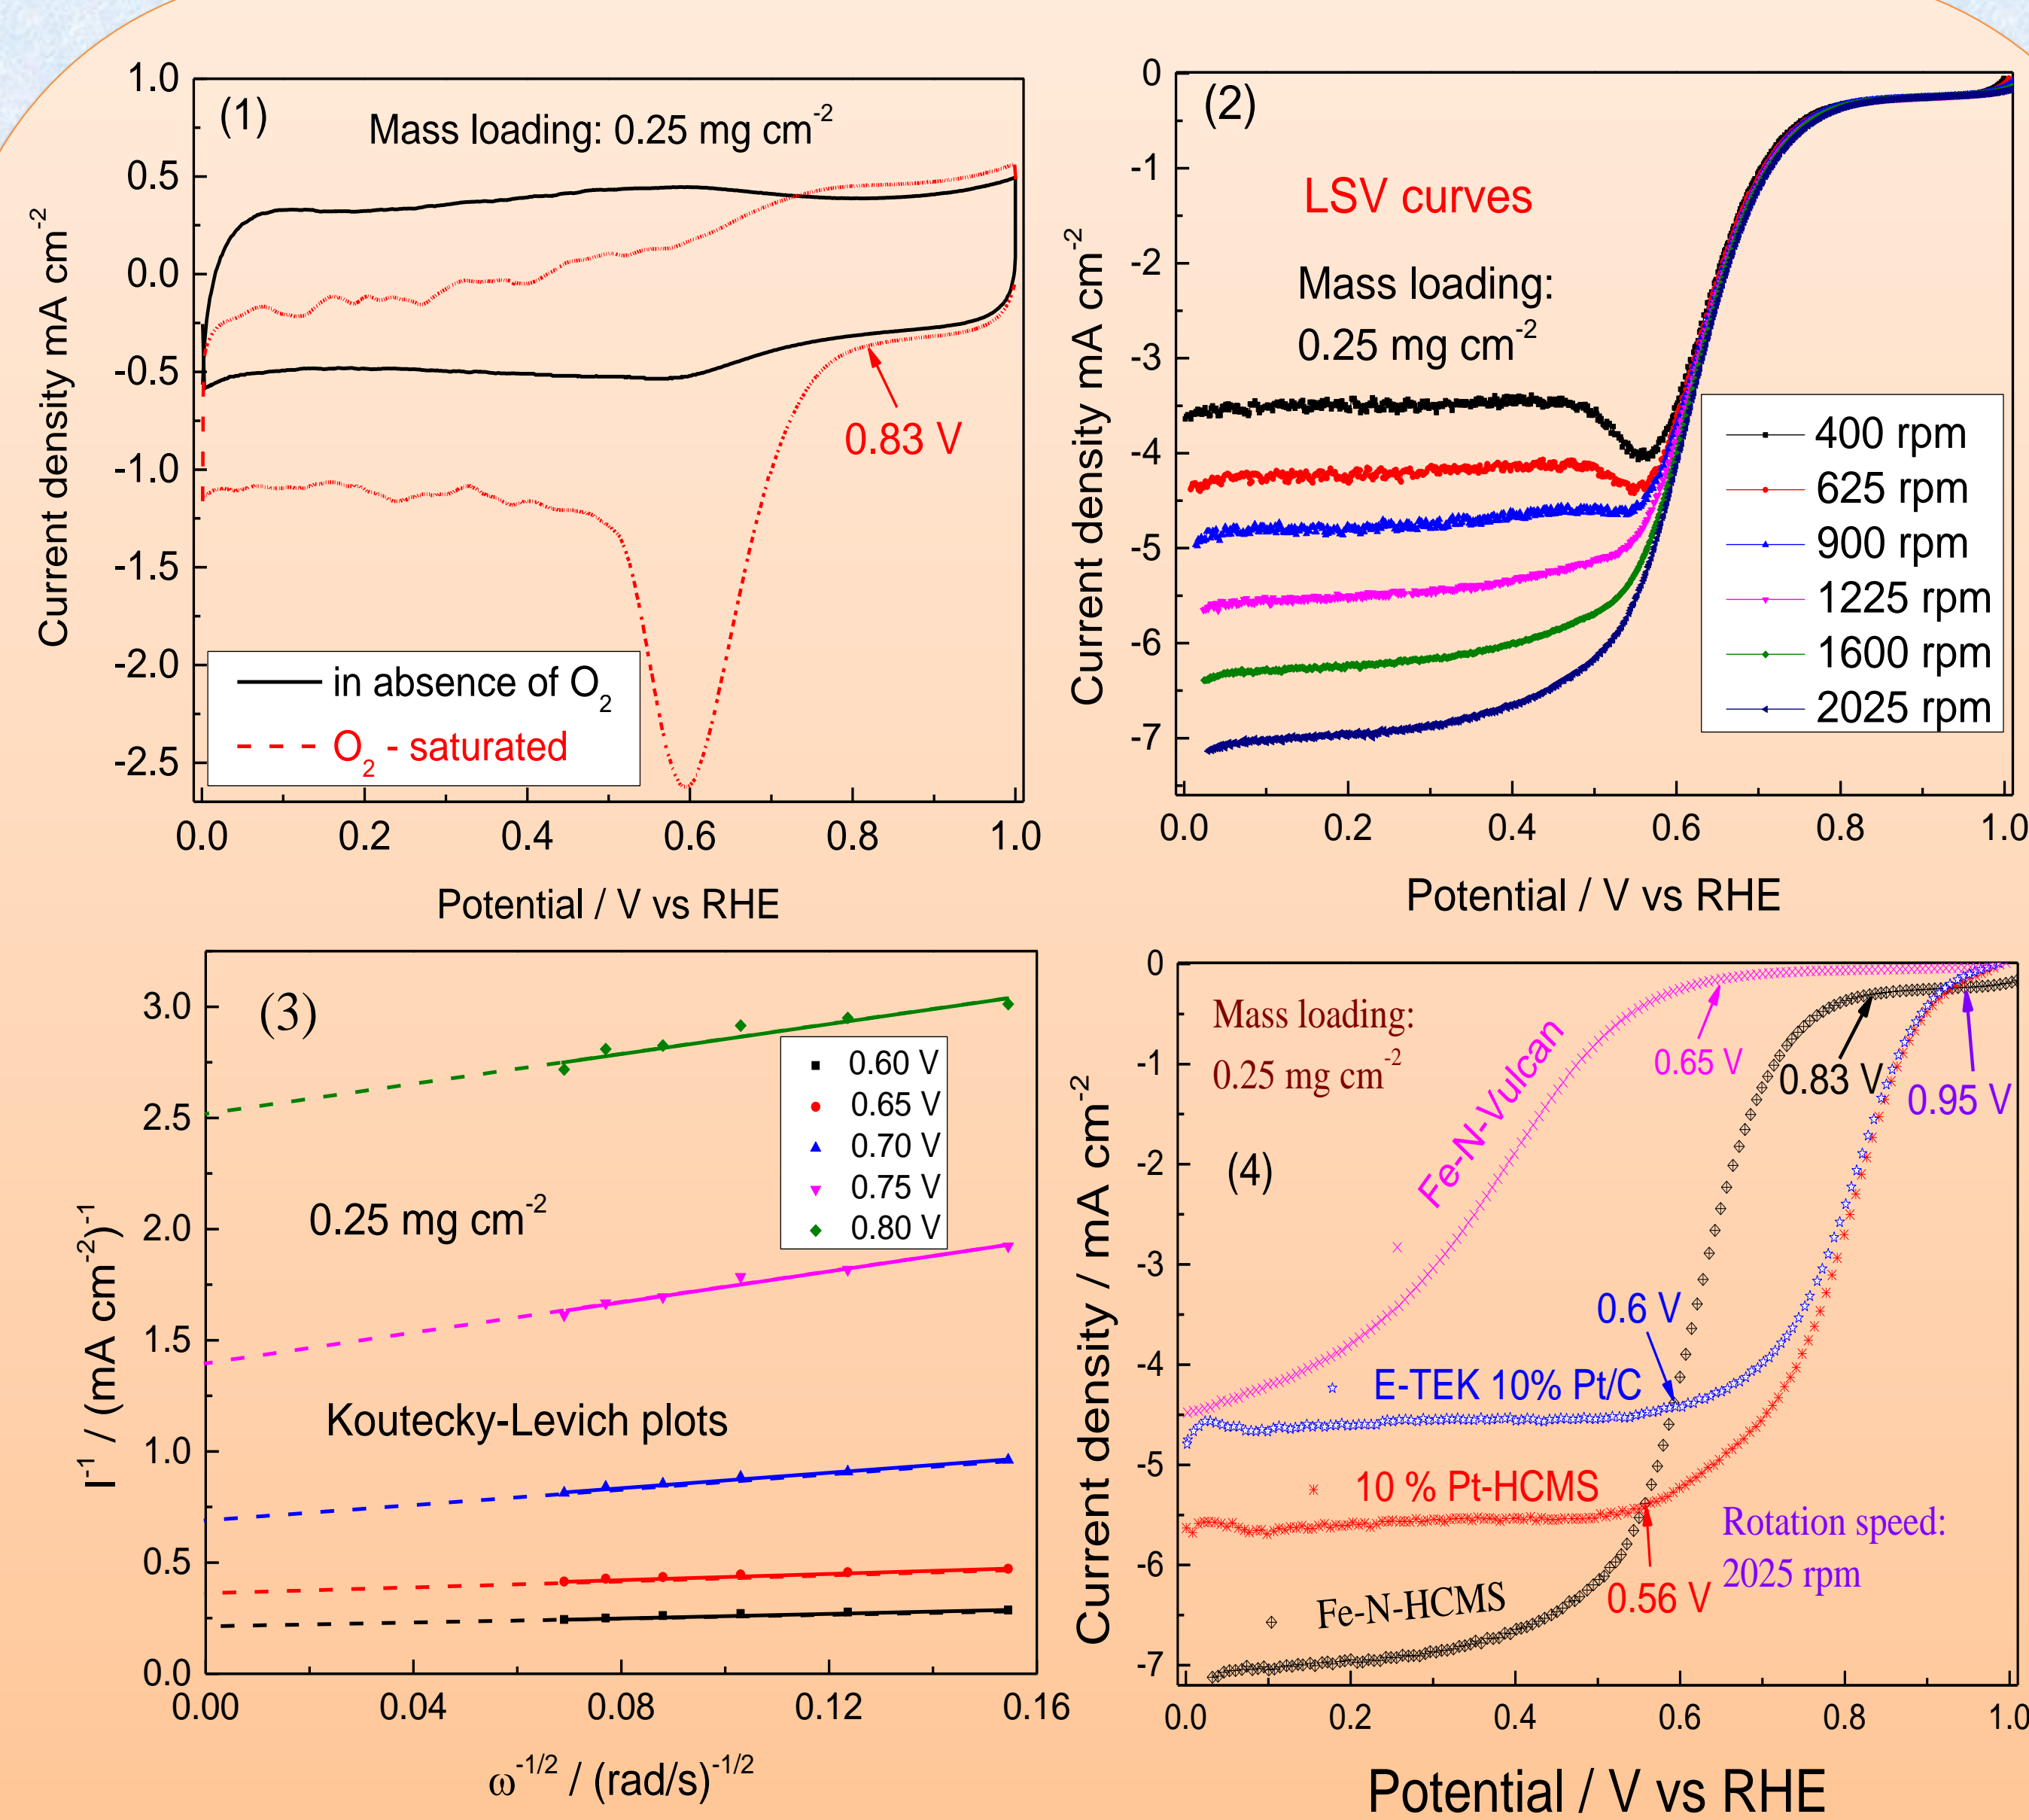 (1)
Mass loading: 0.25 mg cm⁻²
1.0
0.5
0.0
-0.5
-1.0
-1.5
-2.0
-2.5
Current density mA cm⁻²
0.83 V
in absence of O₂
O₂ - saturated
0.0 0.2 0.4 0.6 0.8 1.0
Potential / V vs RHE
(2)
LSV curves
Mass loading:
0.25 mg cm⁻²
0
-1
-2
-3
-4
-5
-6
-7
Current density mA cm⁻²
400 rpm
625 rpm
900 rpm
1225 rpm
1600 rpm
2025 rpm
0.0 0.2 0.4 0.6 0.8 1.0
Potential / V vs RHE
(3)
3.0
2.5
2.0
1.5
1.0
0.5
0.0
I⁻¹ / (mA cm⁻²)⁻¹
0.60 V
0.65 V
0.70 V
0.75 V
0.80 V
0.25 mg cm⁻²
Koutecky-Levich plots
0.00 0.04 0.08 0.12 0.16
ω⁻¹/² / (rad/s)⁻¹/²
0
-1
-2
-3
-4
-5
-6
-7
Current density / mA cm⁻²
Mass loading:
0.25 mg cm⁻²
(4)
Fe-N-Vulcan
0.65 V
0.83 V
0.95 V
0.6 V
E-TEK 10% Pt/C
10 % Pt-HCMS
Rotation speed:
2025 rpm
0.56 V
Fe-N-HCMS
0.0 0.2 0.4 0.6 0.8 1.0
Potential / V vs RHE